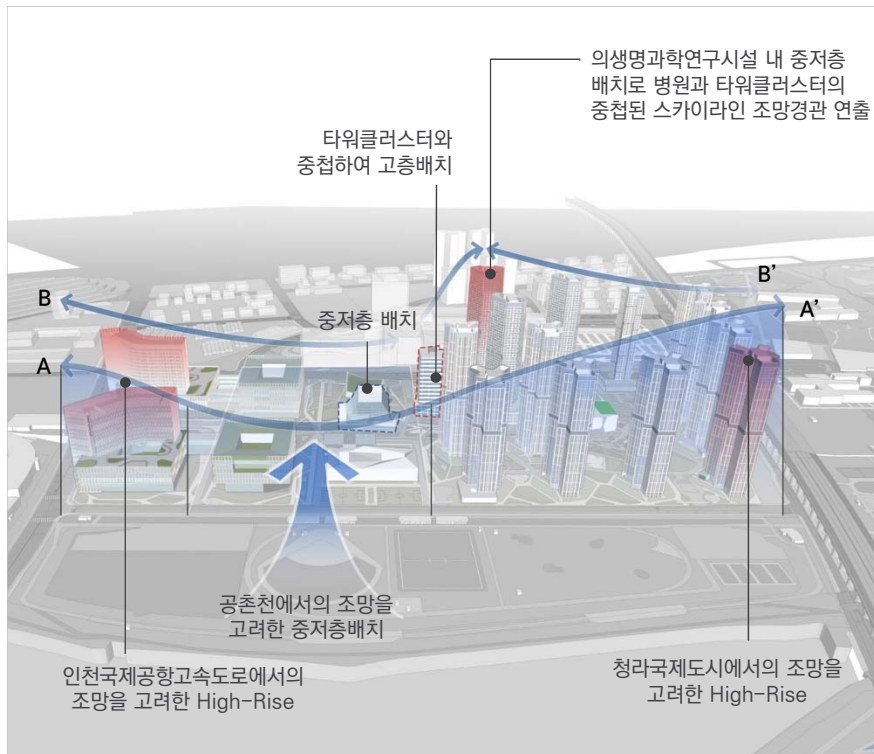 의생명과학연구시설 내 중저층
배치로 병원과 타워클러스터의
중첩된 스카이라인 조망경관 연출
타워클러스터와
중첩하여 고층배치
B
B’
중저층 배치
A’
A
공촌천에서의 조망을
고려한 중저층배치
인천국제공항고속도로에서의
조망을 고려한 High-Rise
청라국제도시에서의 조망을
고려한 High-Rise